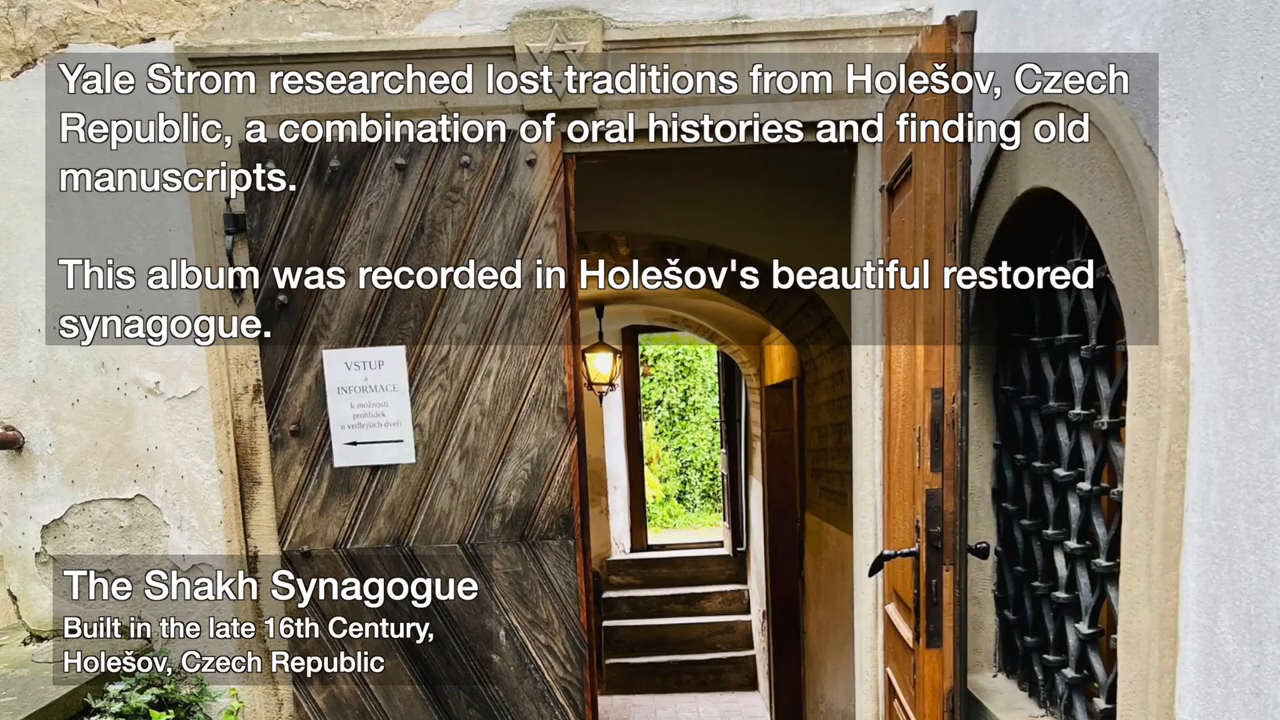 Yale Strom researched lost traditions from Holešov, Czech
Republic, a combination of oral histories and finding old
manuscripts.
This album was recorded in Holešov's beautiful restored
synagogue.
VSTUP
a
INFORMACE
k možnosti
prohlídek
u vedlejších dveří
The Shakh Synagogue
Built in the late 16th Century,
Holešov, Czech Republic